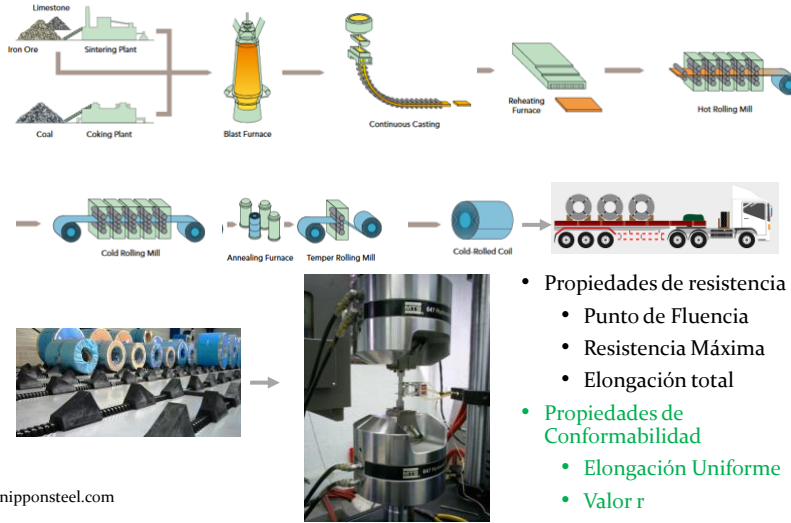 Limestone
Iron Ore
Sintering Plant
Coal
Coking Plant
Blast Furnace
Continuous Casting
Reheating
Furnace
Hot Rolling Mill
Cold Rolling Mill
Annealing Furnace
Temper Rolling Mill
Cold-Rolled Coil
• Propiedades de resistencia
• Punto de Fluencia
• Resistencia Máxima
• Elongación total
• Propiedades de
Conformabilidad
• Elongación Uniforme
• Valor r
MTS
MTS
nipponsteel.com